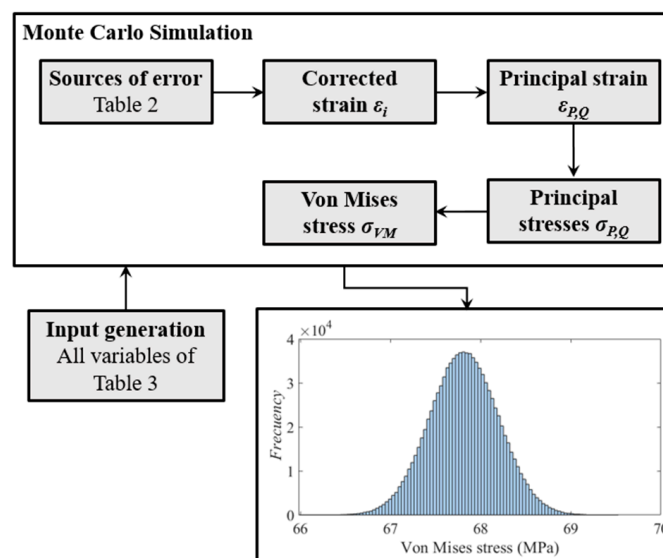 Monte Carlo Simulation
Sources of error
Table 2
Corrected
strain εi
Principal strain
εP,Q
Von Mises
stress σVM
Principal
stresses σP,Q
Input generation
All variables of
Table 3
×10^4
4
3
2
1
0
Frecuency
66
67
68
69
70
Von Mises stress (MPa)